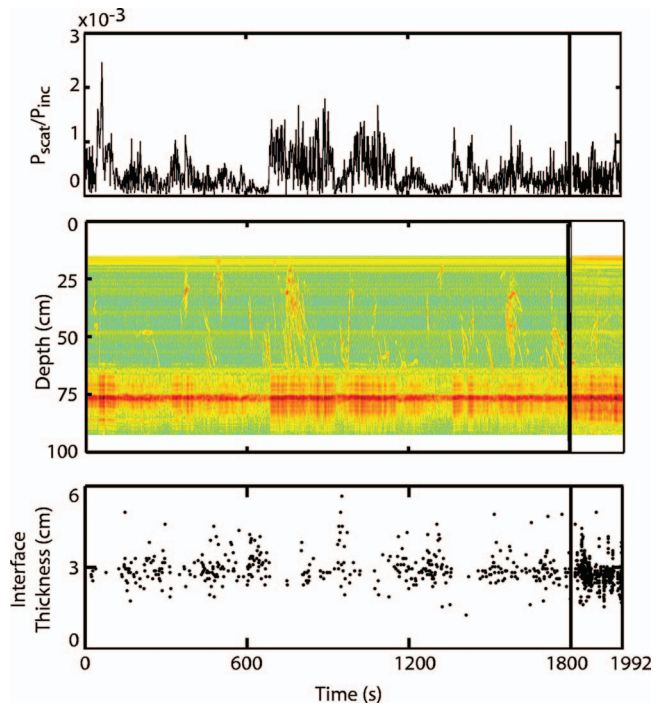 x10-3
3
2
1
0
Pscat/Pinc
0
25
50
75
100
Depth (cm)
6
3
0
Interface
Thickness (cm)
0 600 1200 1800 1992
Time (s)